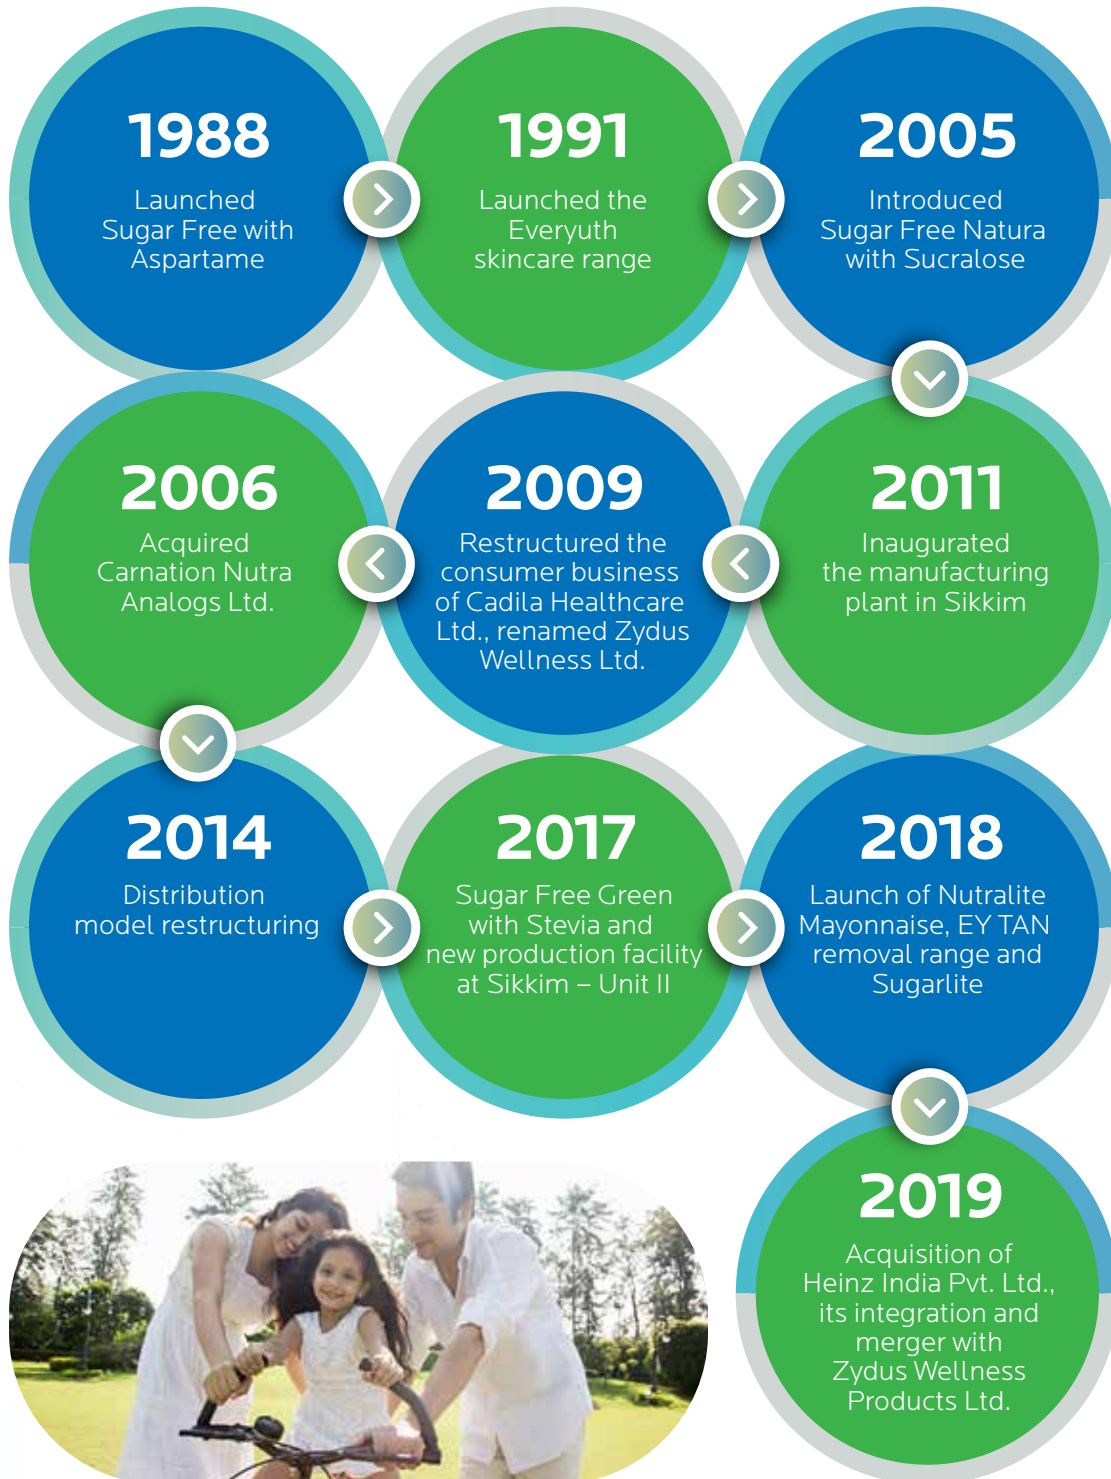 1988
Launched
Sugar Free with
Aspartame
1991
Launched the
Everyuth
skincare range
2005
Introduced
Sugar Free Natura
with Sucralose
2006
Acquired
Carnation Nutra
Analogs Ltd.
2009
Restructured the
consumer business
of Cadila Healthcare
Ltd., renamed Zydus
Wellness Ltd.
2011
Inaugurated
the manufacturing
plant in Sikkim
2014
Distribution
model restructuring
2017
Sugar Free Green
with Stevia and
new production facility
at Sikkim – Unit II
2018
Launch of Nutralite
Mayonnaise, EY TAN
removal range and
Sugarlite
2019
Acquisition of
Heinz India Pvt. Ltd.,
its integration and
merger with
Zydus Wellness
Products Ltd.